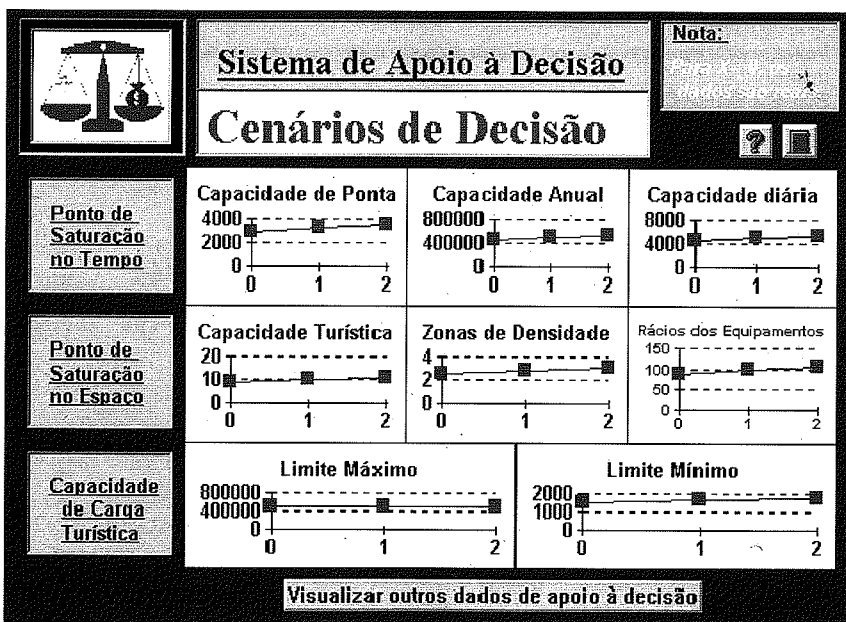 Sistema de Apoio à Decisão
Cenários de Decisão
Nota:
?
Ponto de
Saturação
no Tempo
Capacidade de Ponta
4000
2000
0
0 1 2
Capacidade Anual
800000
400000
0
0 1 2
Capacidade diária
8000
4000
0
0 1 2
Ponto de
Saturação
no Espaço
Capacidade Turística
20
10
0
0 1 2
Zonas de Densidade
4
2
0
0 1 2
Rácios dos Equipamentos
150
100
50
0
0 1 2
Capacidade
de Carga
Turística
Limite Máximo
800000
400000
0
0 1 2
Limite Mínimo
2000
1000
0
0 1 2
Visualizar outros dados de apoio à decisão